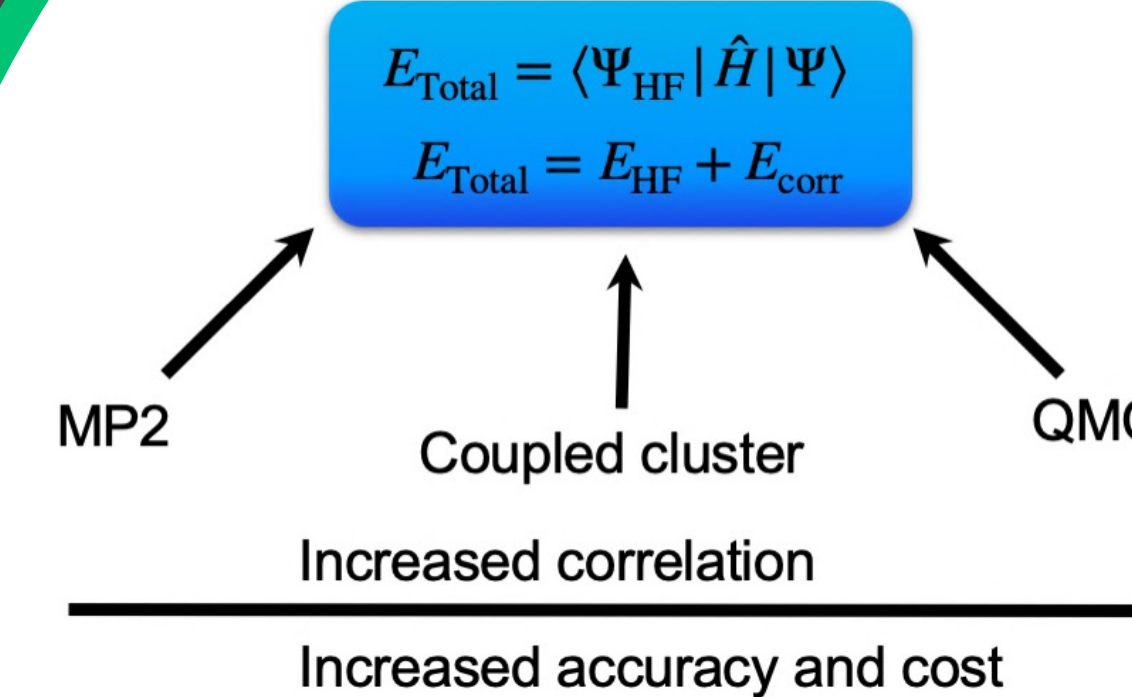 E_Total = ⟨Ψ_HF | Ĥ | Ψ⟩
E_Total = E_HF + E_corr
MP2
Coupled cluster
Increased correlation
Increased accuracy and cost